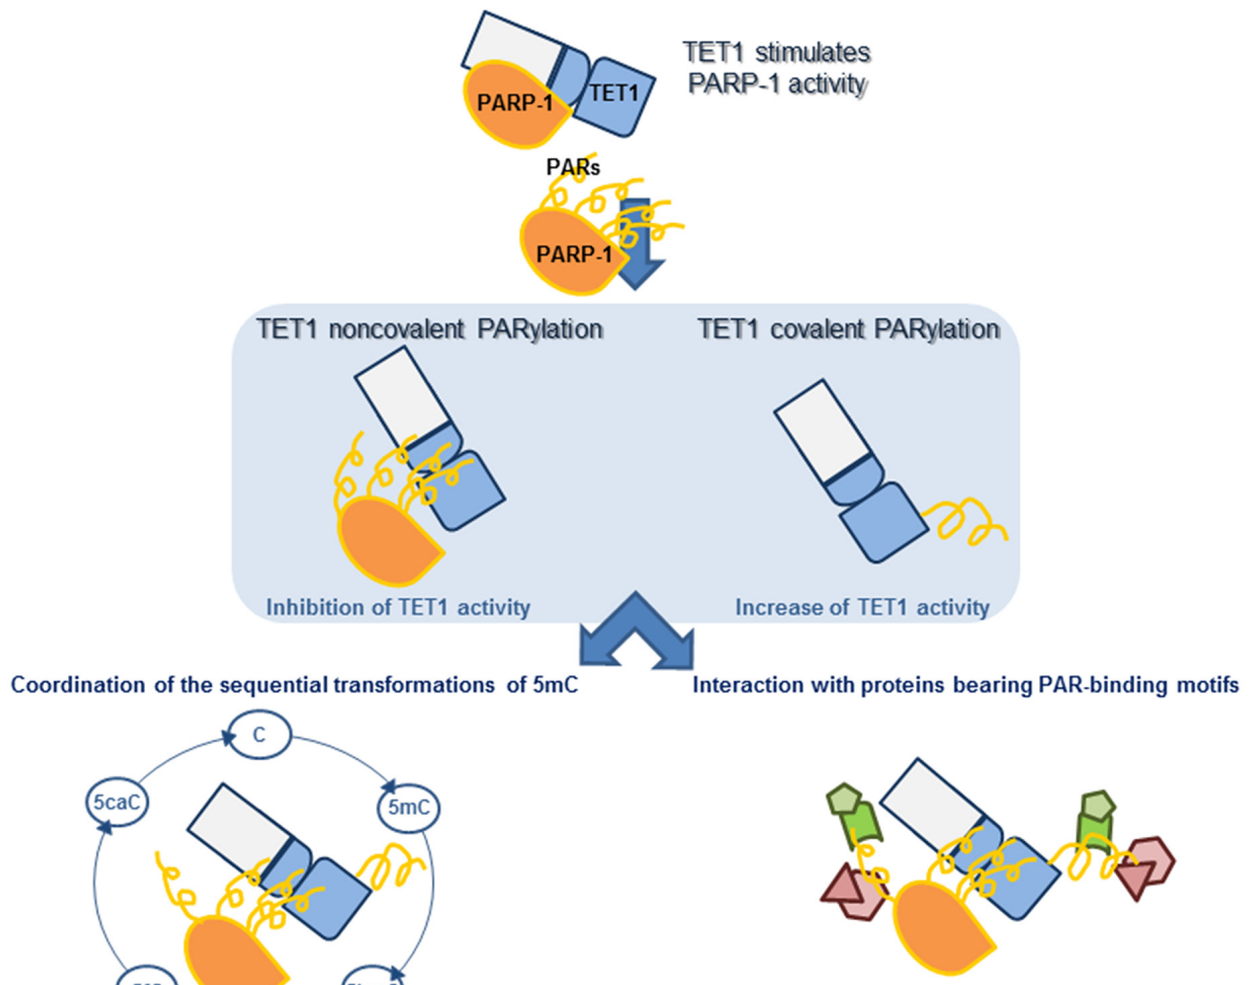 TET1 stimulates
PARP-1 activity
PARP-1
TET1
PARs
PARP-1
TET1 noncovalent PARylation
TET1 covalent PARylation
Inhibition of TET1 activity
Increase of TET1 activity
Coordination of the sequential transformations of 5mC
Interaction with proteins bearing PAR-binding motifs
C
5caC
5mC